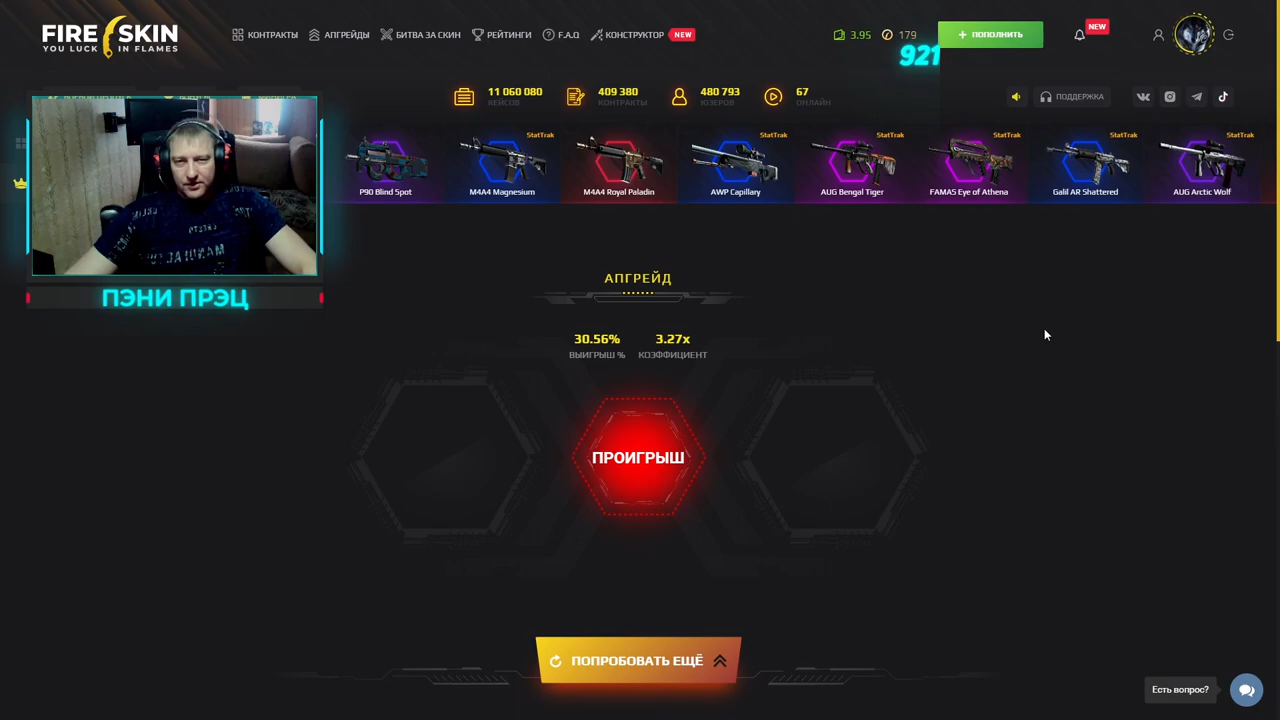 FIRE SKIN
YOU LUCK IN FLAMES
КОНТРАКТЫ
АПГРЕЙДЫ
БИТВА ЗА СКИН
РЕЙТИНГИ
F.A.Q
КОНСТРУКТОР NEW
3.95
179
921
ПОПОЛНИТЬ
NEW
11 060 080
КЕЙСОВ
409 380
КОНТРАКТЫ
480 793
ЮЗЕРОВ
67
ОНЛАЙН
ПОДДЕРЖКА
P90 Blind Spot
StatTrak
M4A4 Magnesium
M4A4 Royal Paladin
StatTrak
AWP Capillary
StatTrak
AUG Bengal Tiger
StatTrak
FAMAS Eye of Athena
StatTrak
Galil AR Shattered
StatTrak
AUG Arctic Wolf
ПЭНИ ПРЭЦ
АПГРЕЙД
30.56%
ВЫИГРЫШ %
3.27x
КОЭФФИЦИЕНТ
ПРОИГРЫШ
ПОПРОБОВАТЬ ЕЩЁ
Есть вопрос?